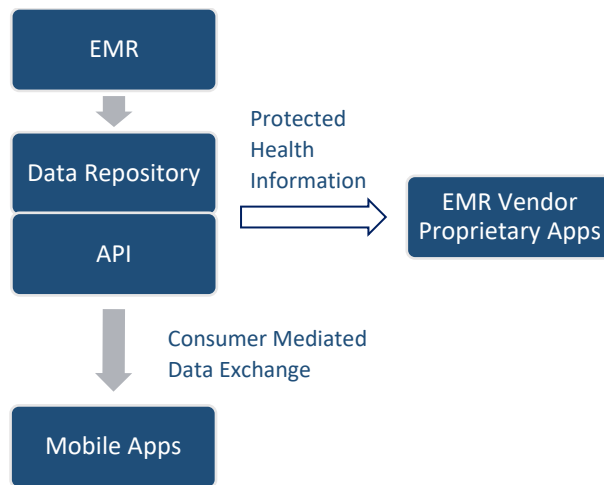 EMR
Data Repository
API
Protected
Health
Information
EMR Vendor
Proprietary Apps
Consumer Mediated
Data Exchange
Mobile Apps